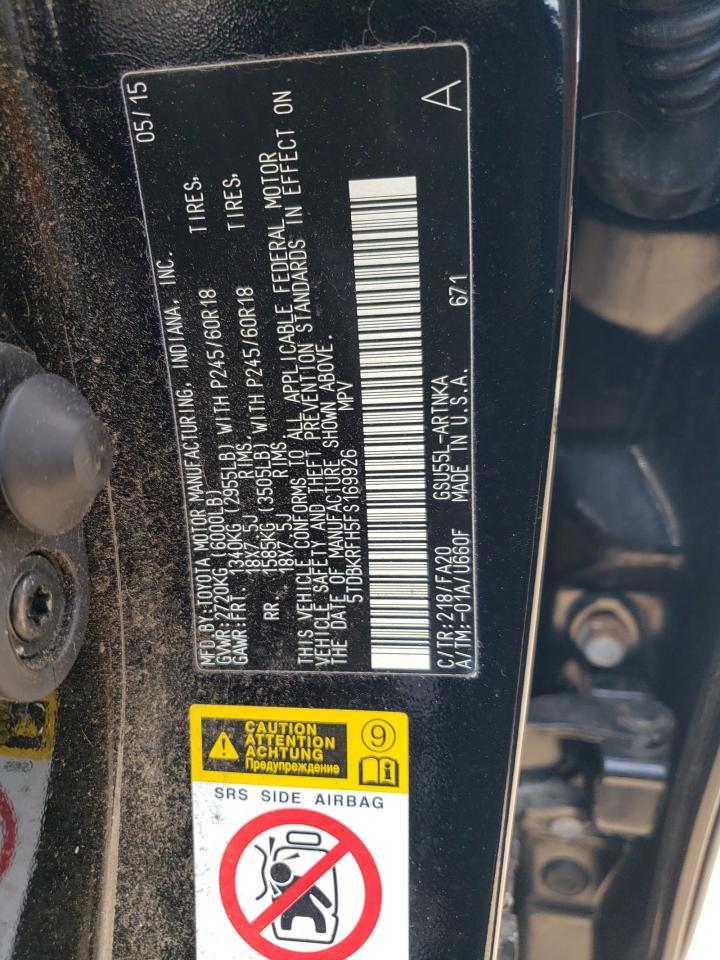 MFD.BY:TOYOTA MOTOR MANUFACTURING, INDIANA, INC. 05/15
GVWR:2720KG (6000LB)
GAWR:FRT. 1340KG (2955LB) WITH P245/60R18 TIRES,
18X7.5J RIMS.
RR. 1585KG (3505LB) WITH P245/60R18 TIRES,
18X7.5J RIMS
THIS VEHICLE CONFORMS TO ALL APPLICABLE FEDERAL MOTOR
VEHICLE SAFETY AND THEFT PREVENTION STANDARDS IN EFFECT ON
THE DATE OF MANUFACTURE SHOWN ABOVE.
5TDBKRFH5FS169926 MPV
C/TR:218/FA20 GSU55L-ARTNKA 671 A
A/TM:-01A/U660F MADE IN U.S.A.
CAUTION
ATTENTION
ACHTUNG
Предупреждение
9
i
SRS SIDE AIRBAG